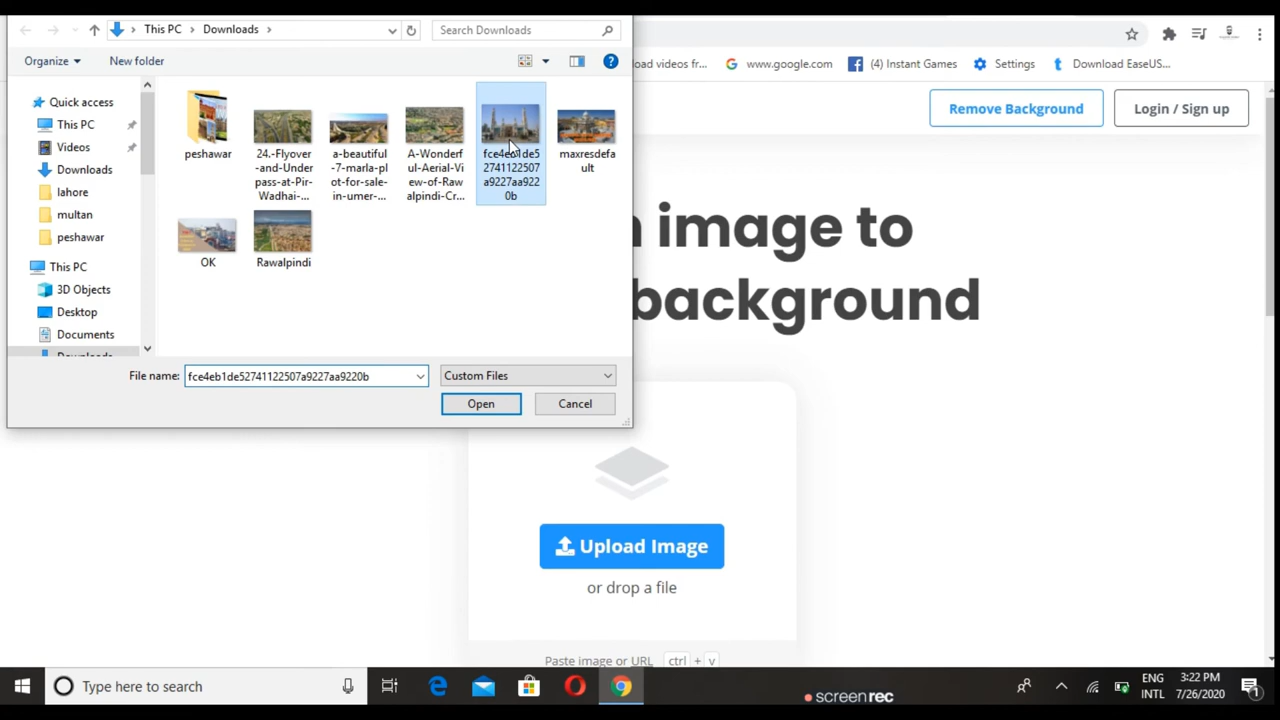 This PC
Downloads
Search Downloads
Organize
New folder
load videos fr...
www.google.com
(4) Instant Games
Settings
Download EaseUS...
Remove Background
Login / Sign up
Quick access
This PC
Videos
Downloads
lahore
multan
peshawar
This PC
3D Objects
Desktop
Documents
Downloads
peshawar
24.-Flyover
-and-Under
pass-at-Pir-
Wadhai-...
a-beautiful
-7-marla-pl
ot-for-sale-
in-umer-...
A-Wonderf
ul-Aerial-Vi
ew-of-Raw
alpindi-Cr...
fce4eb1de5
2741122507
a9227aa922
0b
maxresdefa
ult
OK
Rawalpindi
n image to
background
File name:
fce4eb1de52741122507a9227aa9220b
Custom Files
Open
Cancel
Upload Image
or drop a file
Paste image or URL ctrl + v
Type here to search
screenrec
ENG
INTL
3:22 PM
7/26/2020
1